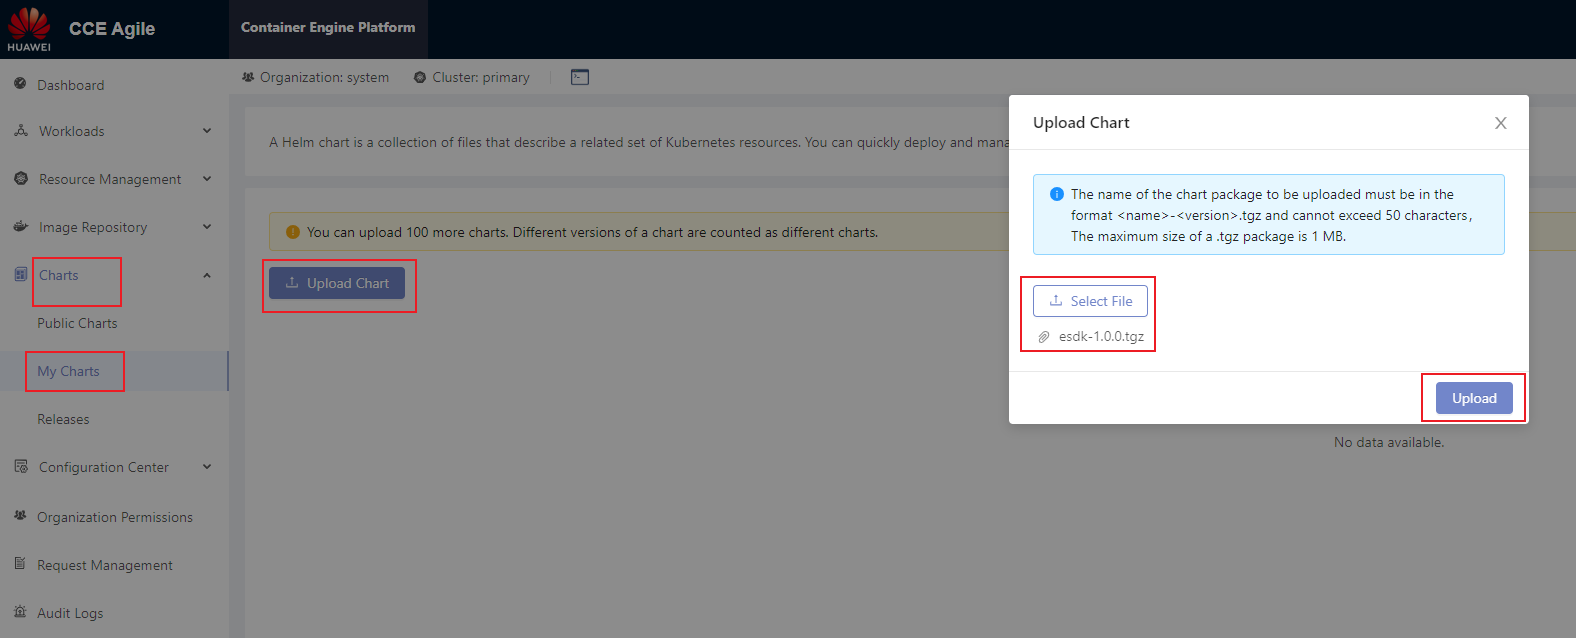 HUAWEI
CCE Agile
Container Engine Platform
Organization: system
Cluster: primary
Dashboard
Workloads
Resource Management
Image Repository
Charts
Public Charts
My Charts
Releases
Configuration Center
Organization Permissions
Request Management
Audit Logs
A Helm chart is a collection of files that describe a related set of Kubernetes resources. You can quickly deploy and mana
You can upload 100 more charts. Different versions of a chart are counted as different charts.
Upload Chart
No data available.
Upload Chart
The name of the chart package to be uploaded must be in the
format <name>-<version>.tgz and cannot exceed 50 characters,
The maximum size of a .tgz package is 1 MB.
Select File
esdk-1.0.0.tgz
Upload